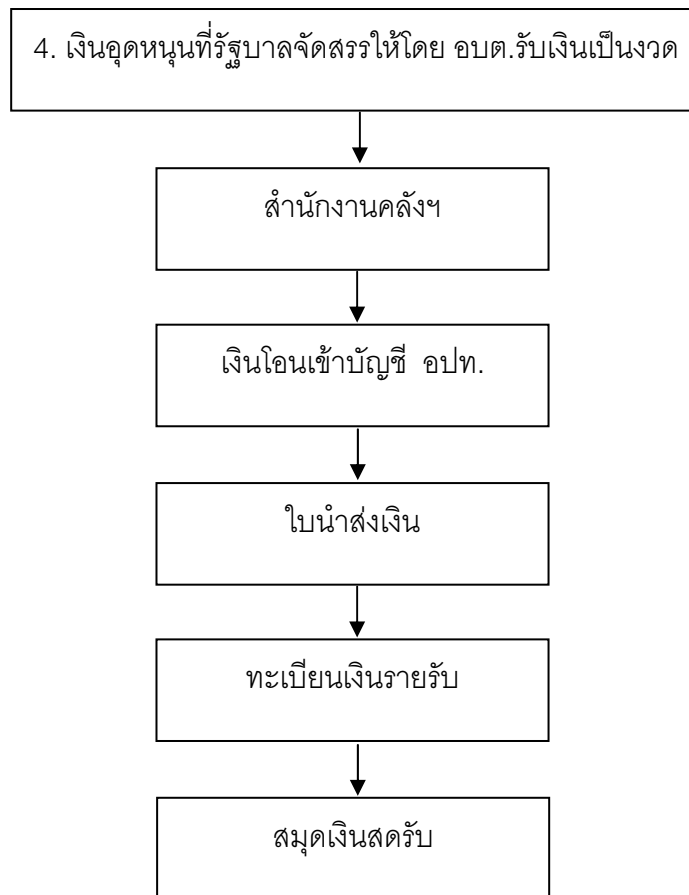 4. เงินอุดหนุนที่รัฐบาลจัดสรรให้โดย อบต.รับเงินเป็นงวด
สำนักงานคลังฯ
เงินโอนเข้าบัญชี  อปท.
ใบนำส่งเงิน
ทะเบียนเงินรายรับ
สมุดเงินสดรับ